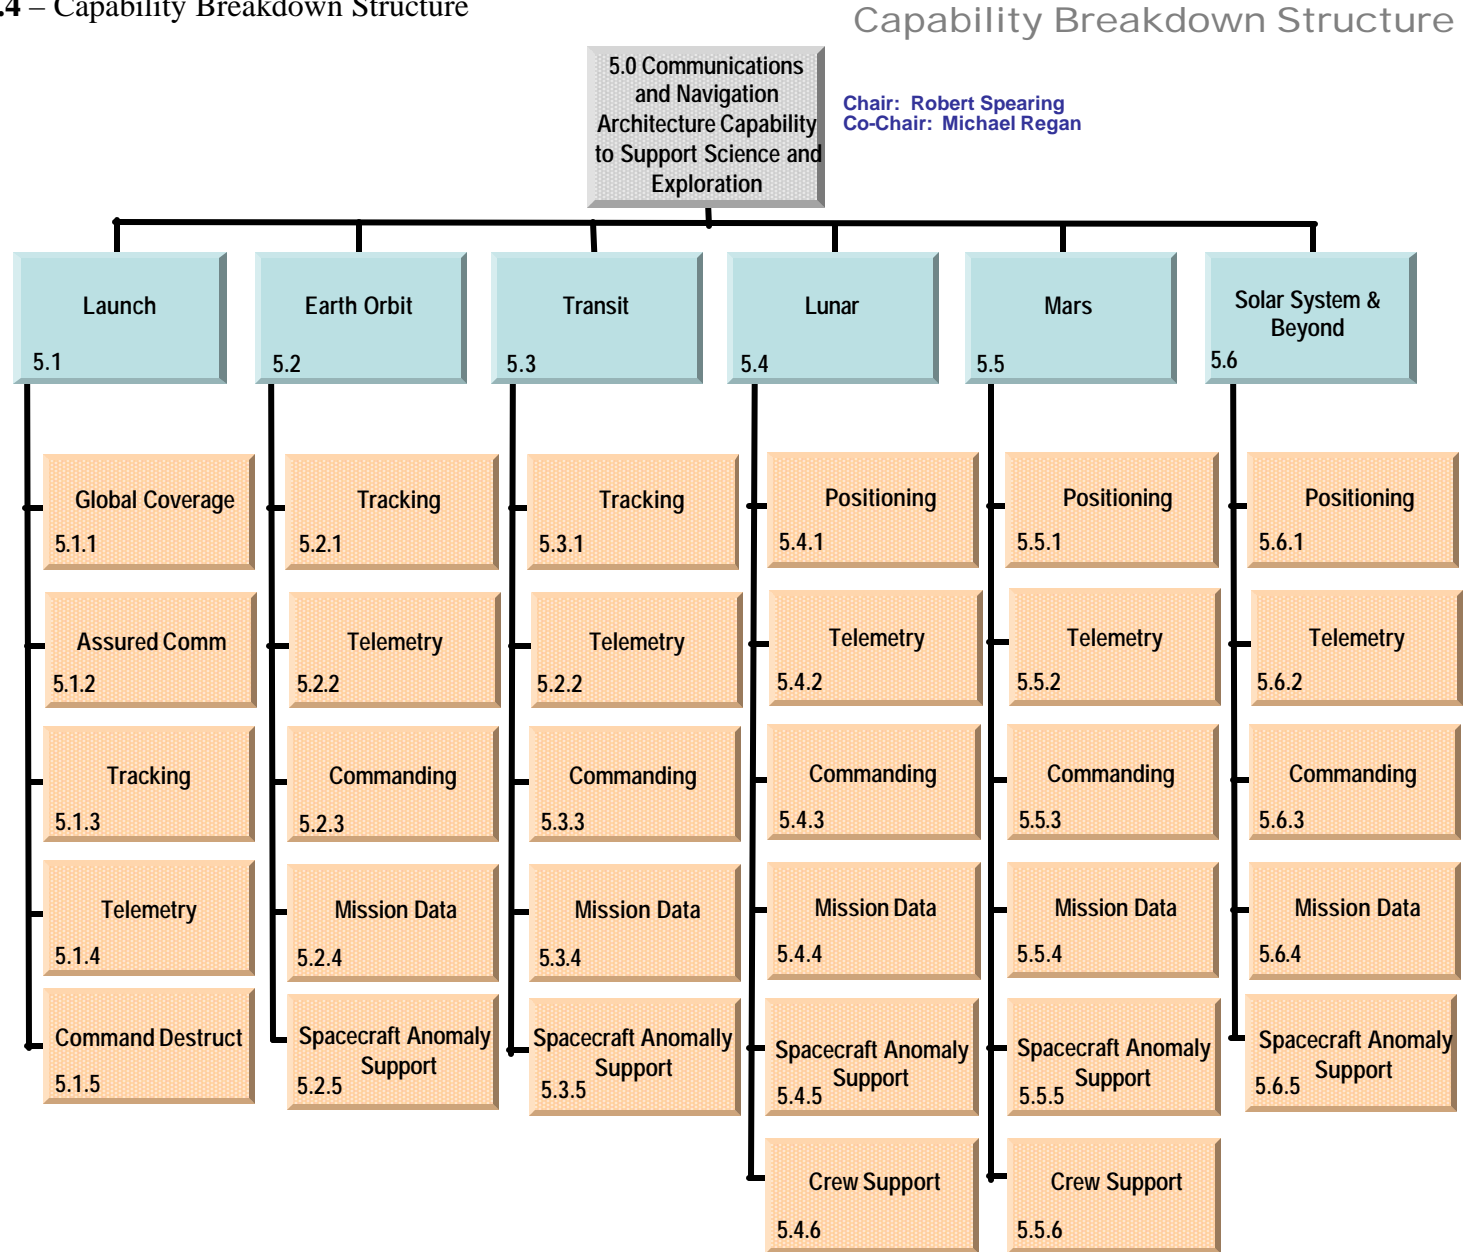 .4 – Capability Breakdown Structure
Capability Breakdown Structure
5.0 Communications
and Navigation
Architecture Capability
to Support Science and
Exploration
Chair: Robert Spearing
Co-Chair: Michael Regan
Launch
5.1
Earth Orbit
5.2
Transit
5.3
Lunar
5.4
Mars
5.5
Solar System &
Beyond
5.6
Global Coverage
5.1.1
Assured Comm
5.1.2
Tracking
5.1.3
Telemetry
5.1.4
Command Destruct
5.1.5
Tracking
5.2.1
Telemetry
5.2.2
Commanding
5.2.3
Mission Data
5.2.4
Spacecraft Anomaly
Support
5.2.5
Tracking
5.3.1
Telemetry
5.2.2
Commanding
5.3.3
Mission Data
5.3.4
Spacecraft Anomally
Support
5.3.5
Positioning
5.4.1
Telemetry
5.4.2
Commanding
5.4.3
Mission Data
5.4.4
Spacecraft Anomaly
Support
5.4.5
Crew Support
5.4.6
Positioning
5.5.1
Telemetry
5.5.2
Commanding
5.5.3
Mission Data
5.5.4
Spacecraft Anomaly
Support
5.5.5
Crew Support
5.5.6
Positioning
5.6.1
Telemetry
5.6.2
Commanding
5.6.3
Mission Data
5.6.4
Spacecraft Anomaly
Support
5.6.5